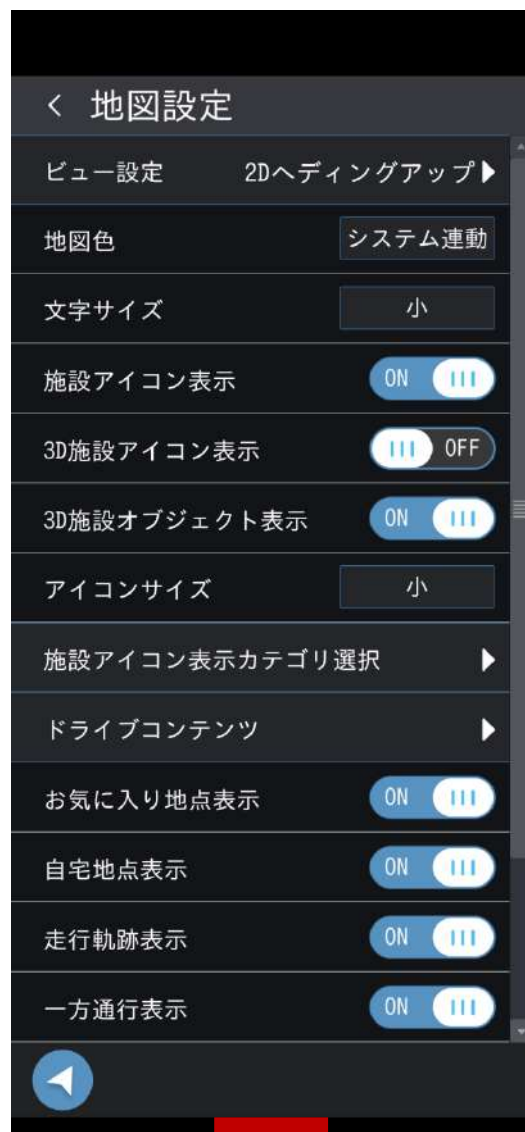 地図設定
ビュー設定 2Dヘディングアップ
地図色 システム連動
文字サイズ 小
施設アイコン表示 ON
3D施設アイコン表示 OFF
3D施設オブジェクト表示 ON
アイコンサイズ 小
施設アイコン表示カテゴリ選択
ドライブコンテンツ
お気に入り地点表示 ON
自宅地点表示 ON
走行軌跡表示 ON
一方通行表示 ON